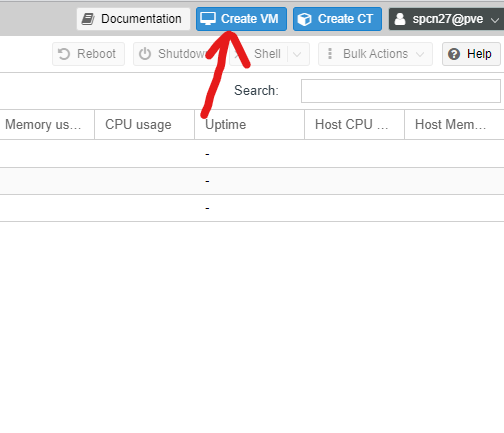 Documentation Create VM Create CT spcn27@pve
Reboot Shutdow Shell Bulk Actions Help
Search:
Memory us... CPU usage Uptime Host CPU ... Host Mem...
-
-
-